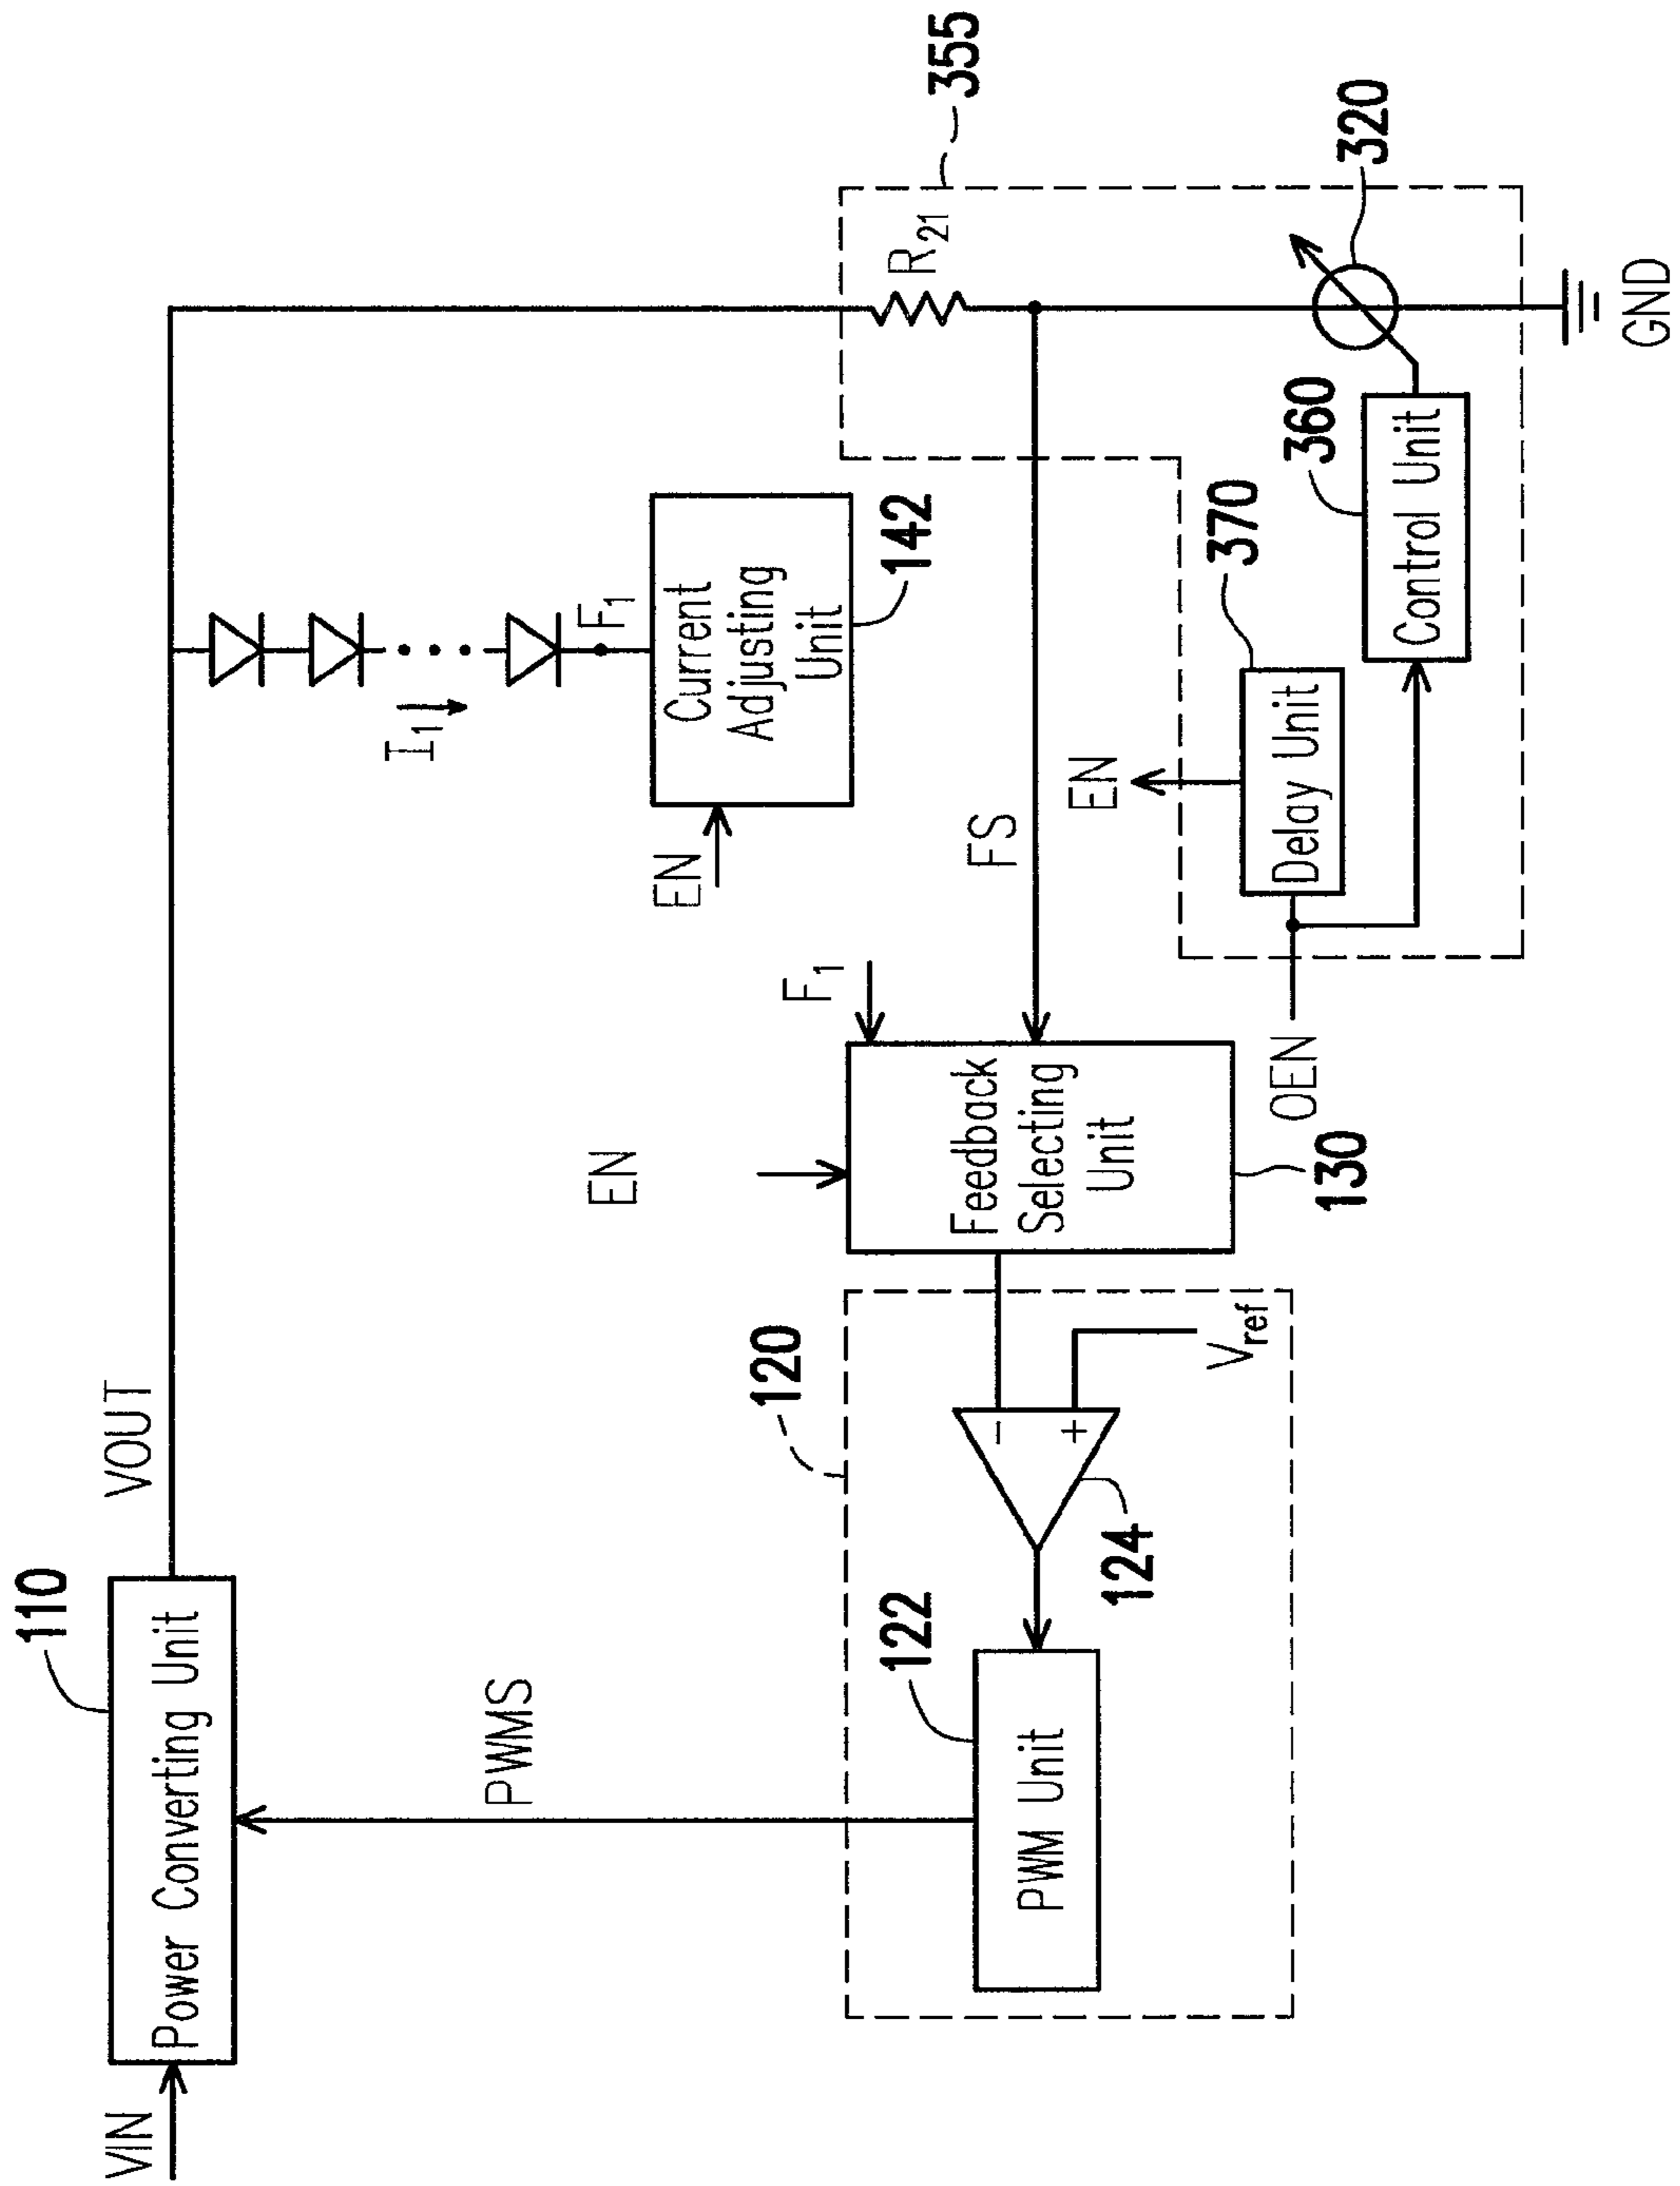 110
VIN
Power Converting Unit
VOUT
PWMS
I1
F1
EN
Current
Adjusting
Unit
142
R21
355
EN
F1
FS
120
122
PWM Unit
124
-
+
Vref
Feedback
Selecting
Unit
130
OEN
EN
370
Delay Unit
360
Control Unit
320
GND